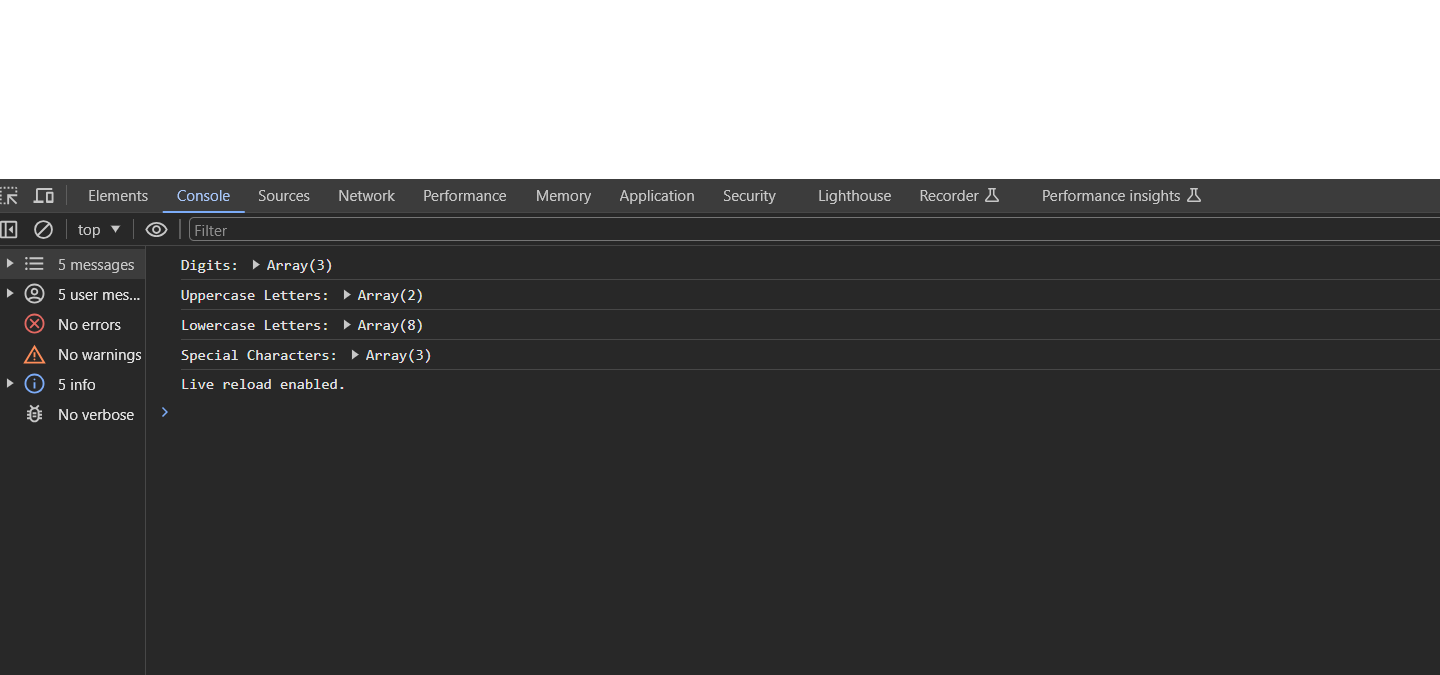 Elements Console Sources Network Performance Memory Application Security Lighthouse Recorder Performance insights
top Filter
5 messages
5 user mes...
No errors
No warnings
5 info
No verbose
Digits: Array(3)
Uppercase Letters: Array(2)
Lowercase Letters: Array(8)
Special Characters: Array(3)
Live reload enabled.